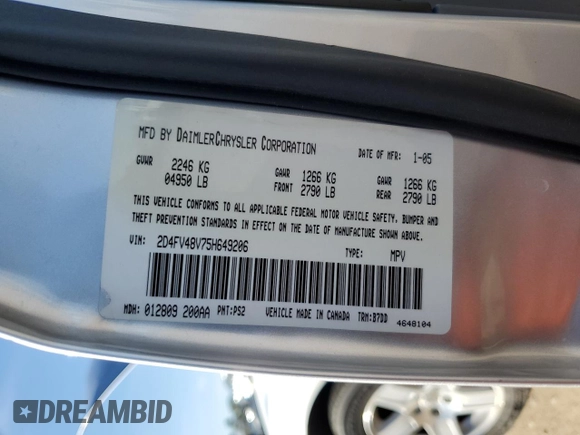 MFD BY DAIMLERCHRYSLER CORPORATION DATE OF MFR: 1-05
GVWR 2246 KG 04950 LB GAWR FRONT 1266 KG 2790 LB GAWR REAR 1266 KG 2790 LB
THIS VEHICLE CONFORMS TO ALL APPLICABLE FEDERAL MOTOR VEHICLE SAFETY, BUMPER AND
THEFT PREVENTION STANDARDS IN EFFECT ON THE DATE OF MANUFACTURE SHOWN ABOVE.
VIN: 2D4FV48V75H649206 TYPE: MPV
MDH: 012809 200AA PNT:PS2 VEHICLE MADE IN CANADA TRM:B7DD
4648104
DREAMBID